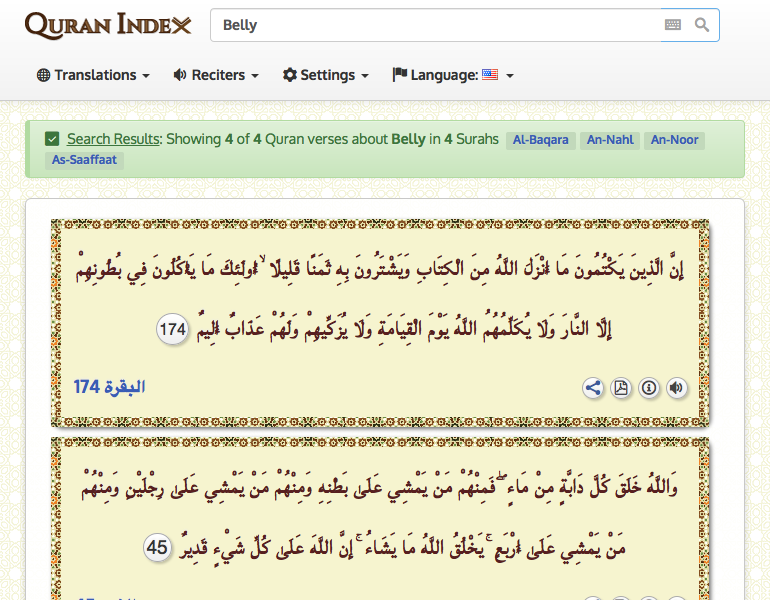 QURAN INDEX
Belly
Translations Reciters Settings Language:
Search Results: Showing 4 of 4 Quran verses about Belly in 4 Surahs Al-Baqara An-Nahl An-Noor
As-Saaffaat
إِنَّ الَّذِينَ يَكْتُمُونَ مَا أَنْزَلَ اللَّهُ مِنَ الْكِتَابِ وَيَشْتَرُونَ بِهِ ثَمَنًا قَلِيلًا ۙ أُولَٰئِكَ مَا يَأْكُلُونَ فِي بُطُونِهِمْ
إِلَّا النَّارَ وَلَا يُكَلِّمُهُمُ اللَّهُ يَوْمَ الْقِيَامَةِ وَلَا يُزَكِّيهِمْ وَلَهُمْ عَذَابٌ أَلِيمٌ 174
البقرة 174
وَاللَّهُ خَلَقَ كُلَّ دَابَّةٍ مِنْ مَاءٍ ۖ فَمِنْهُمْ مَنْ يَمْشِي عَلَىٰ بَطْنِهِ وَمِنْهُمْ مَنْ يَمْشِي عَلَىٰ رِجْلَيْنِ وَمِنْهُمْ
مَنْ يَمْشِي عَلَىٰ أَرْبَعٍ ۚ يَخْلُقُ اللَّهُ مَا يَشَاءُ ۚ إِنَّ اللَّهَ عَلَىٰ كُلِّ شَيْءٍ قَدِيرٌ 45